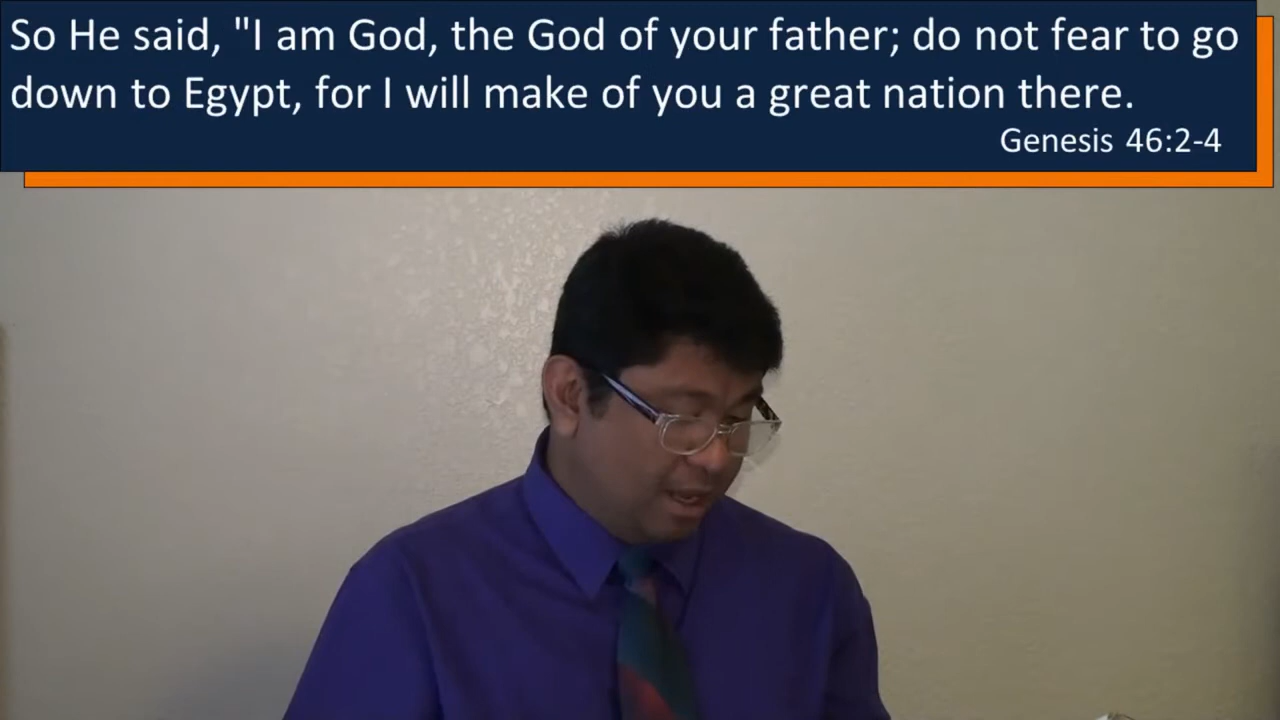 So He said, "I am God, the God of your father; do not fear to go
down to Egypt, for I will make of you a great nation there.
Genesis 46:2-4